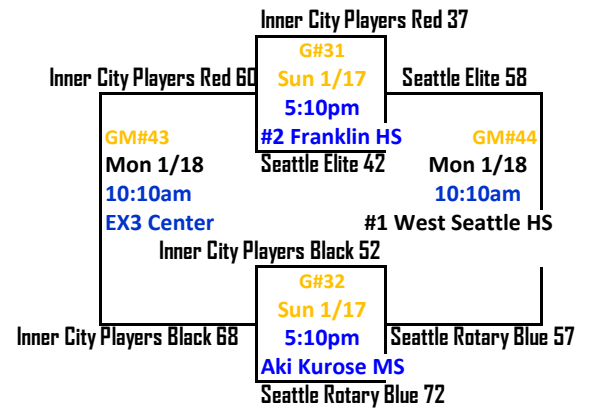 Inner City Players Red 37
G#31
Inner City Players Red 60
Sun 1/17
Seattle Elite 58
5:10pm
GM#43
#2 Franklin HS
GM#44
Mon 1/18
Seattle Elite 42
Mon 1/18
10:10am
10:10am
EX3 Center
#1 West Seattle HS
Inner City Players Black 52
G#32
Sun 1/17
Inner City Players Black 68
5:10pm
Seattle Rotary Blue 57
Aki Kurose MS
Seattle Rotary Blue 72